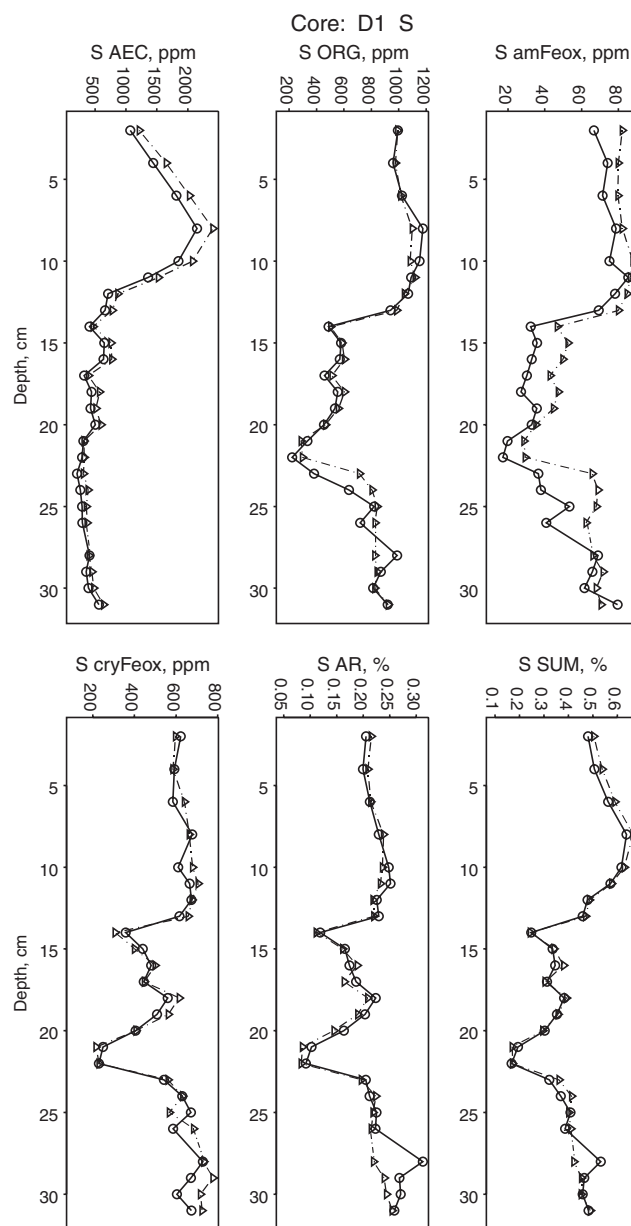 Core: D1 S
S AEC, ppm
S ORG, ppm
S amFeox, ppm
500 1000 1500 2000
200 400 600 800 1000 1200
20 40 60 80
5
10
15
20
25
30
5
10
15
20
25
30
5
10
15
20
25
30
Depth, cm
S cryFeox, ppm
S AR, %
S SUM, %
200 400 600 800
0.05 0.10 0.15 0.20 0.25 0.30
0.1 0.2 0.3 0.4 0.5 0.6
5
10
15
20
25
30
5
10
15
20
25
30
5
10
15
20
25
30
Depth, cm